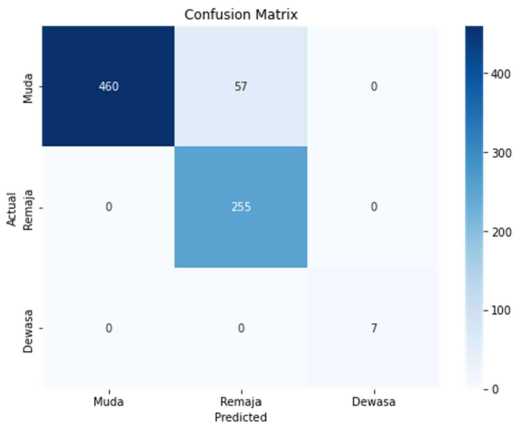 Confusion Matrix
Muda
460
57
0
400
300
Actual
Remaja
0
255
0
200
100
Dewasa
0
0
7
0
Muda
Remaja
Dewasa
Predicted